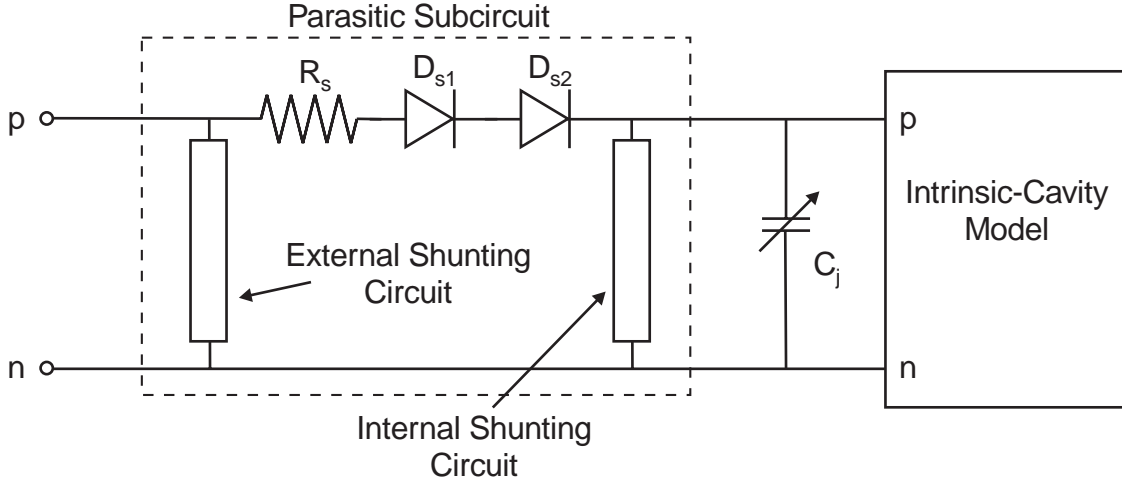 Parasitic Subcircuit
R_s
D_s1
D_s2
p
p
Intrinsic-Cavity
Model
External Shunting
Circuit
C_j
n
n
Internal Shunting
Circuit